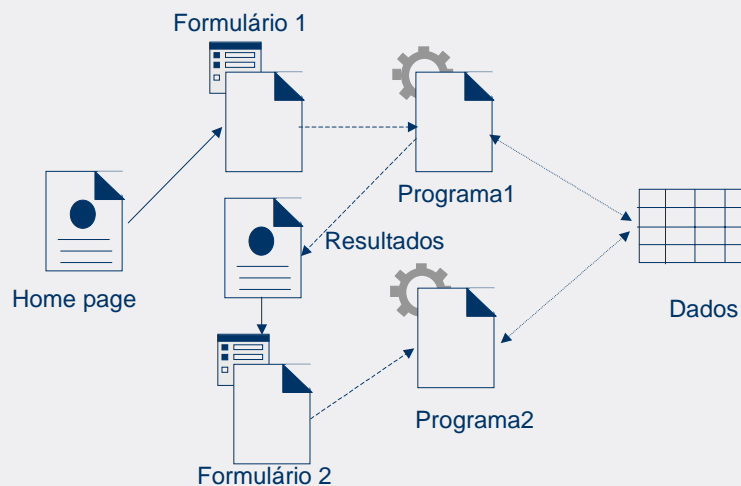 Formulário 1
Programa1
Resultados
Home page
Dados
Programa2
Formulário 2